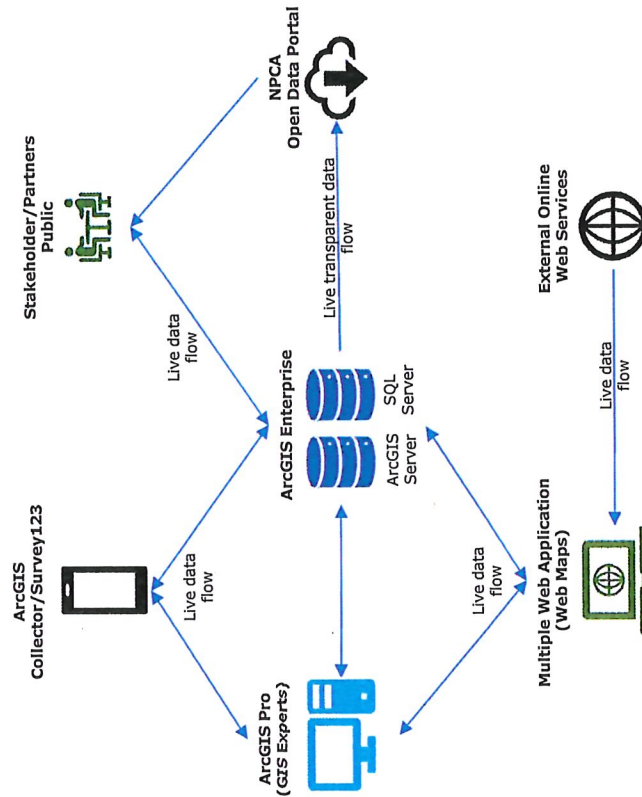 ArcGIS
Collector/Survey123
Stakeholder/Partners
Public
Live data
flow
Live data
flow
ArcGIS Pro
(GIS Experts)
ArcGIS Enterprise
ArcGIS
Server
SQL
Server
Live transparent data
flow
NPCA
Open Data Portal
Live data
flow
Multiple Web Application
(Web Maps)
Live data
flow
External Online
Web Services